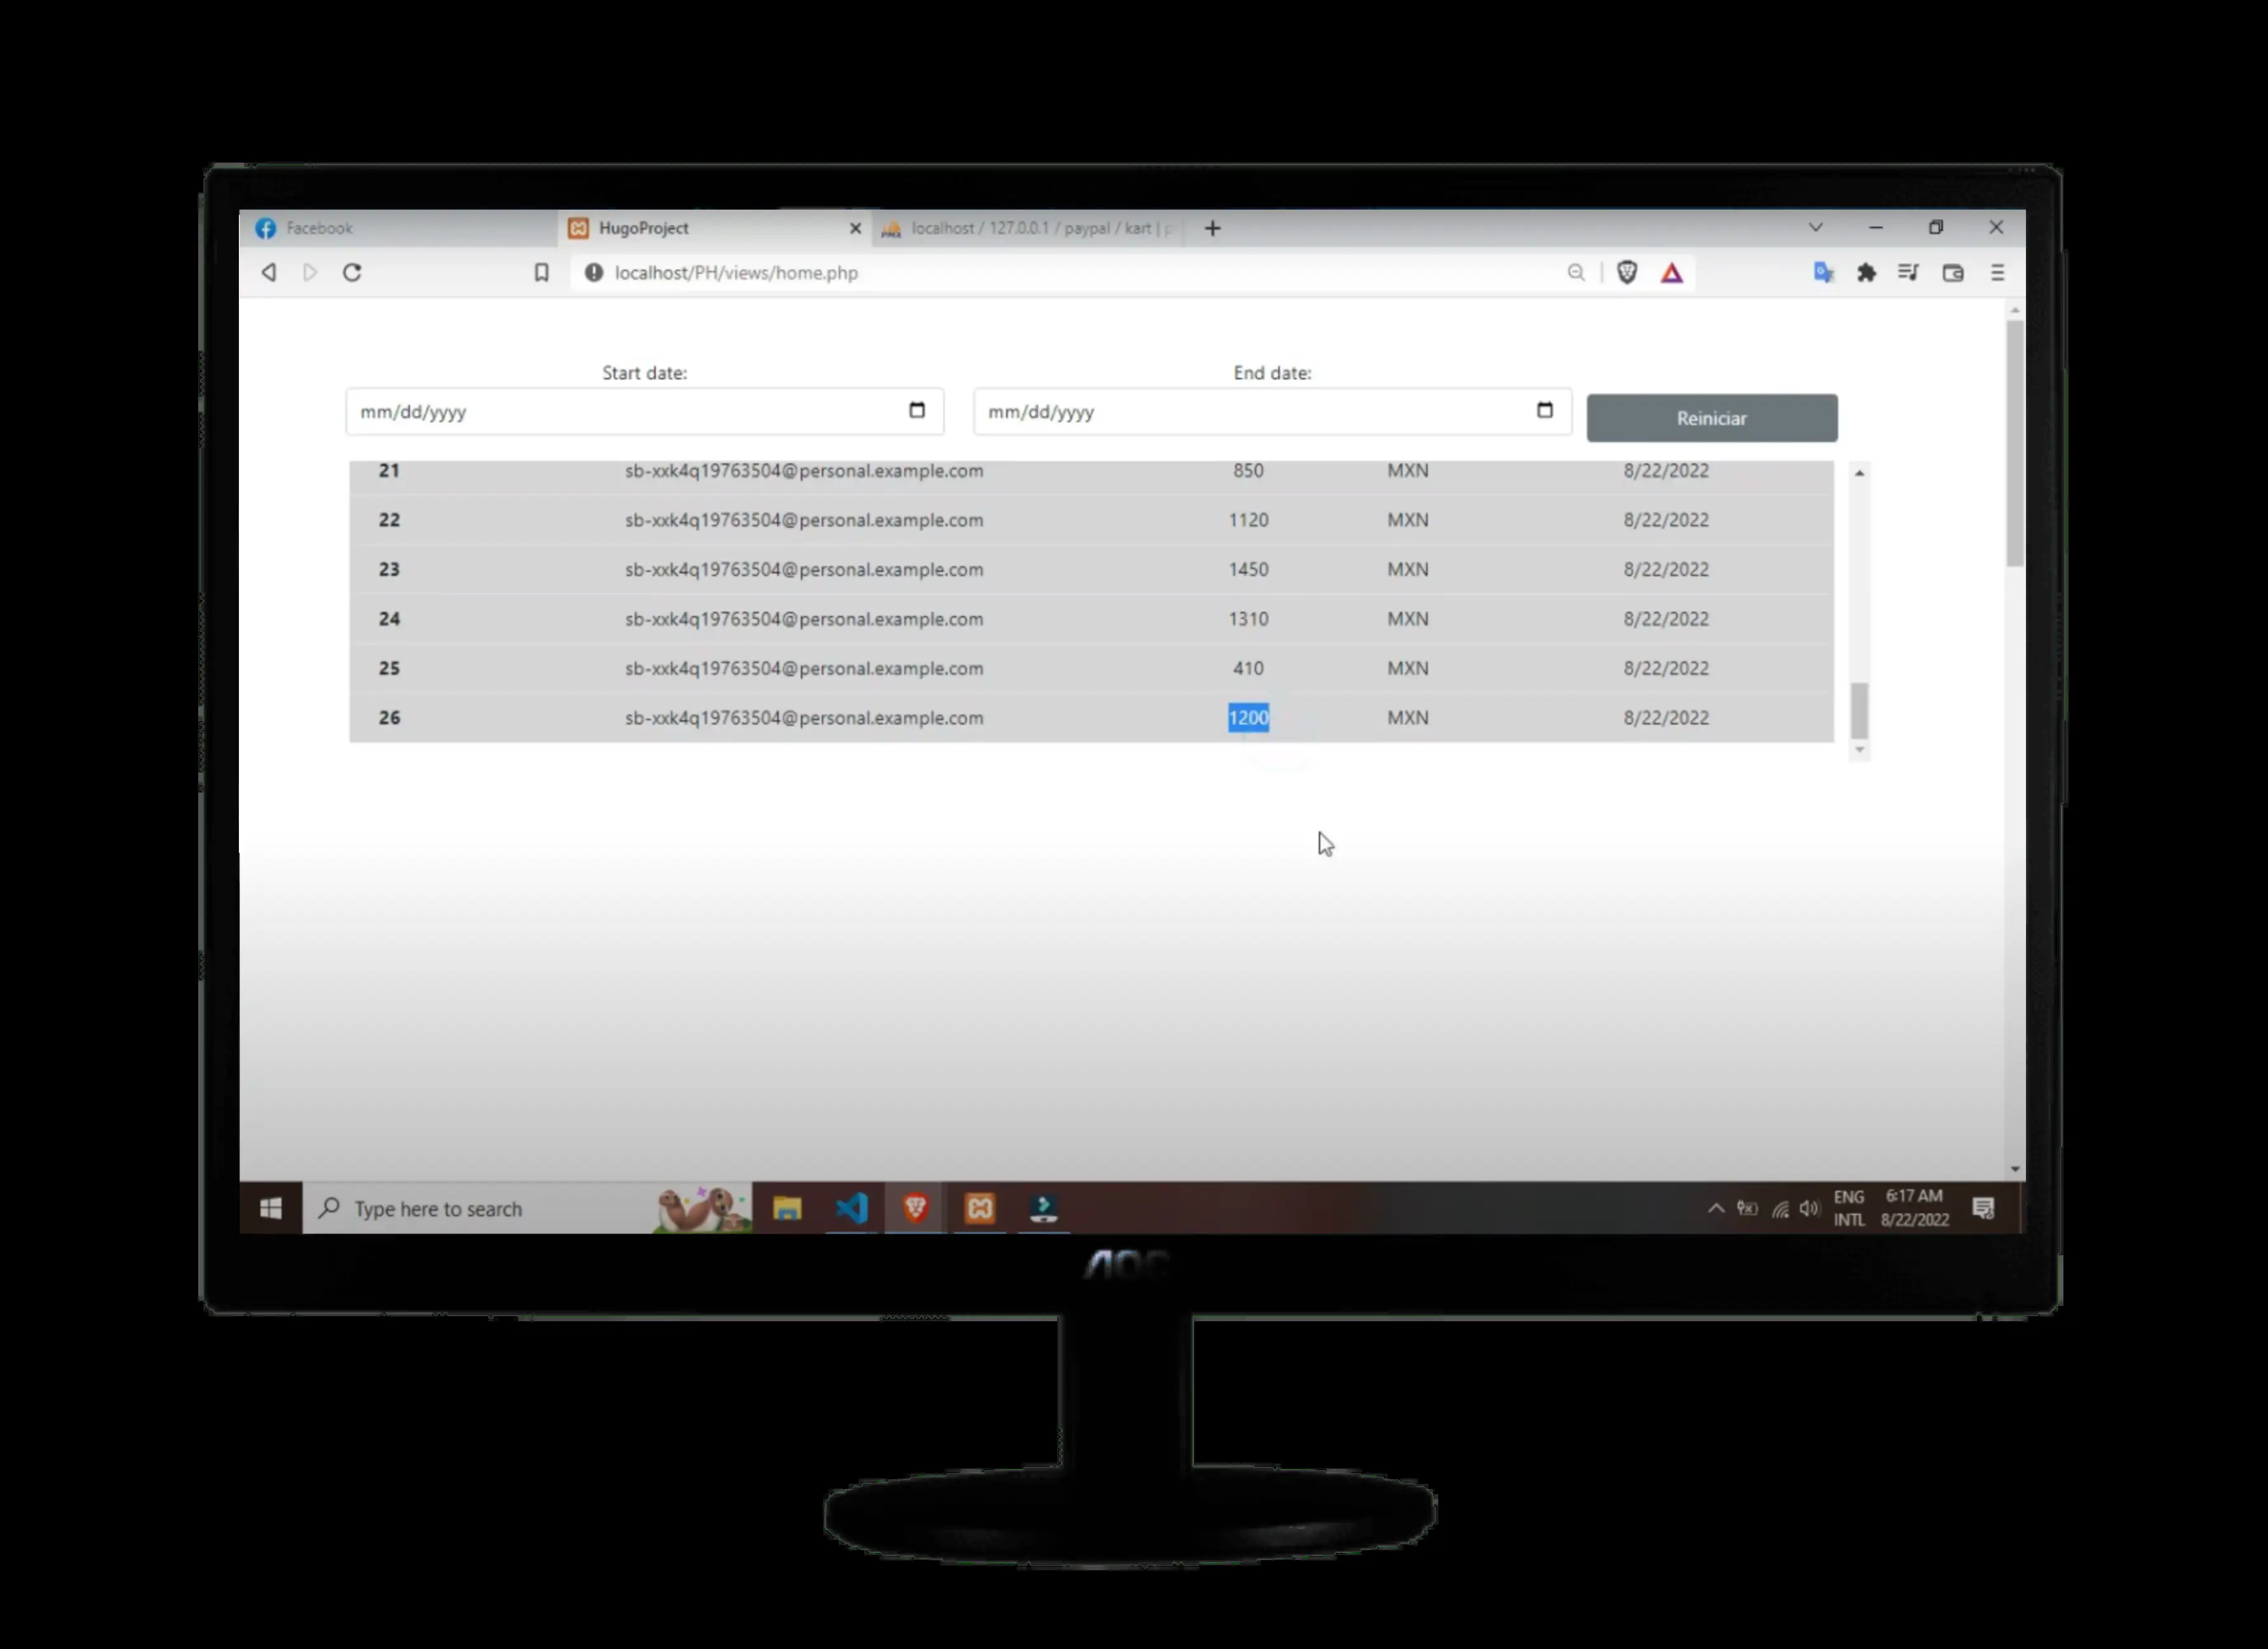 Facebook
HugoProject
localhost / 127.0.0.1 / paypal / kart |
localhost/PH/views/home.php
Start date:
End date:
mm/dd/yyyy
mm/dd/yyyy
Reiniciar
21 sb-xxk4q19763504@personal.example.com 850 MXN 8/22/2022
22 sb-xxk4q19763504@personal.example.com 1120 MXN 8/22/2022
23 sb-xxk4q19763504@personal.example.com 1450 MXN 8/22/2022
24 sb-xxk4q19763504@personal.example.com 1310 MXN 8/22/2022
25 sb-xxk4q19763504@personal.example.com 410 MXN 8/22/2022
26 sb-xxk4q19763504@personal.example.com 1200 MXN 8/22/2022
Type here to search
ENG
INTL
6:17 AM
8/22/2022
AOC